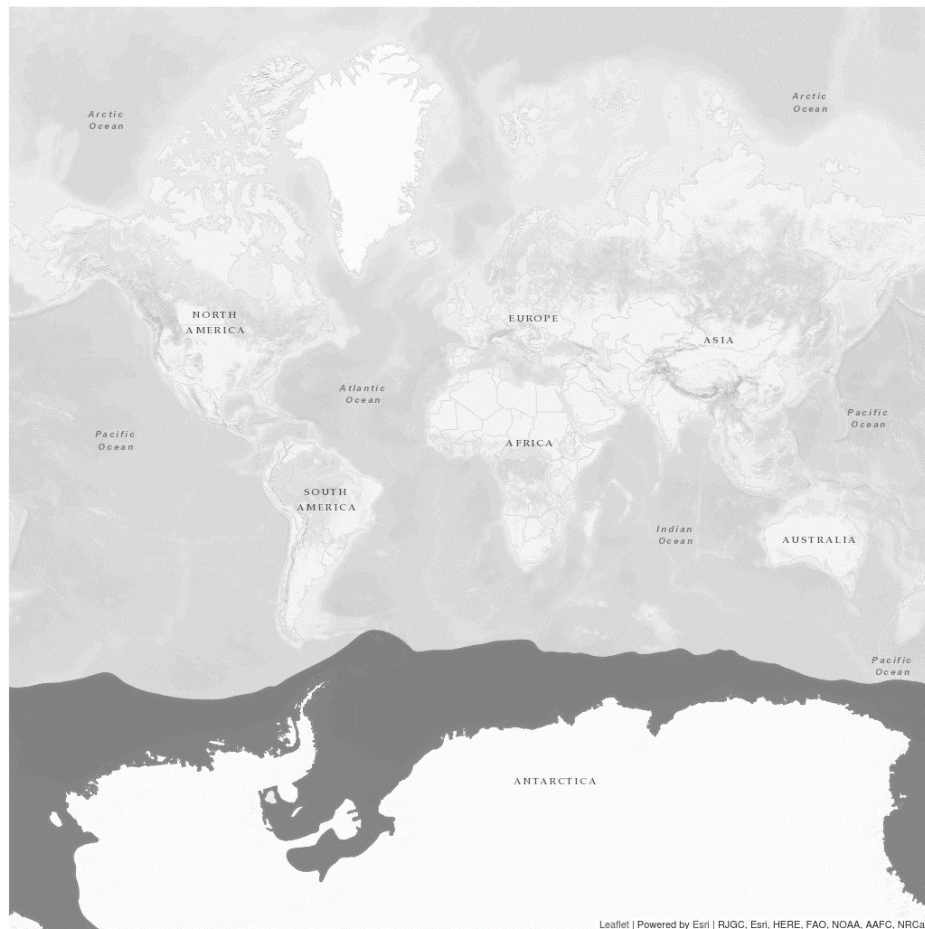 Arctic
Ocean
Arctic
Ocean
NORTH
AMERICA
EUROPE
ASIA
Atlantic
Ocean
Pacific
Ocean
Pacific
Ocean
AFRICA
SOUTH
AMERICA
Indian
Ocean
AUSTRALIA
Pacific
Ocean
ANTARCTICA
Leaflet | Powered by Esri | RJGC, Esri, HERE, FAO, NOAA, AAFC, NRCa